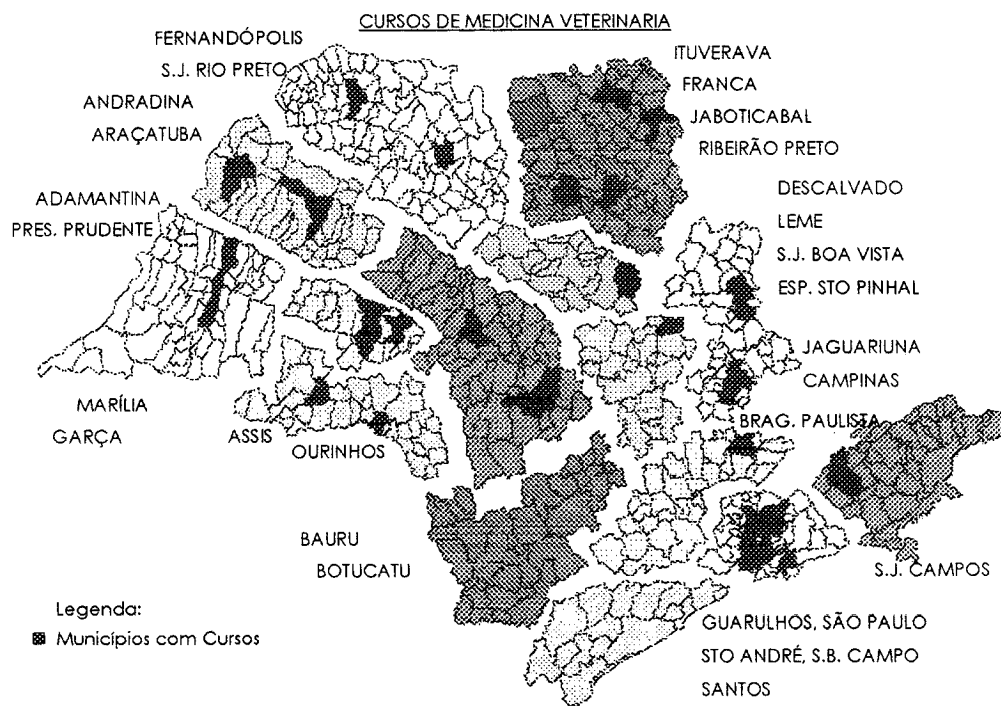 CURSOS DE MEDICINA VETERINARIA
FERNANDÓPOLIS
S.J. RIO PRETO
ANDRADINA
ARAÇATUBA
ADAMANTINA
PRES. PRUDENTE
ITUVERAVA
FRANCA
JABOTICABAL
RIBEIRÃO PRETO
DESCALVADO
LEME
S.J. BOA VISTA
ESP. STO PINHAL
JAGUARIUNA
CAMPINAS
BRAG. PAULISTA
MARÍLIA
GARÇA
ASSIS
OURINHOS
BAURU
BOTUCATU
S.J. CAMPOS
GUARULHOS, SÃO PAULO
STO ANDRÉ, S.B. CAMPO
SANTOS
Legenda:
Municípios com Cursos